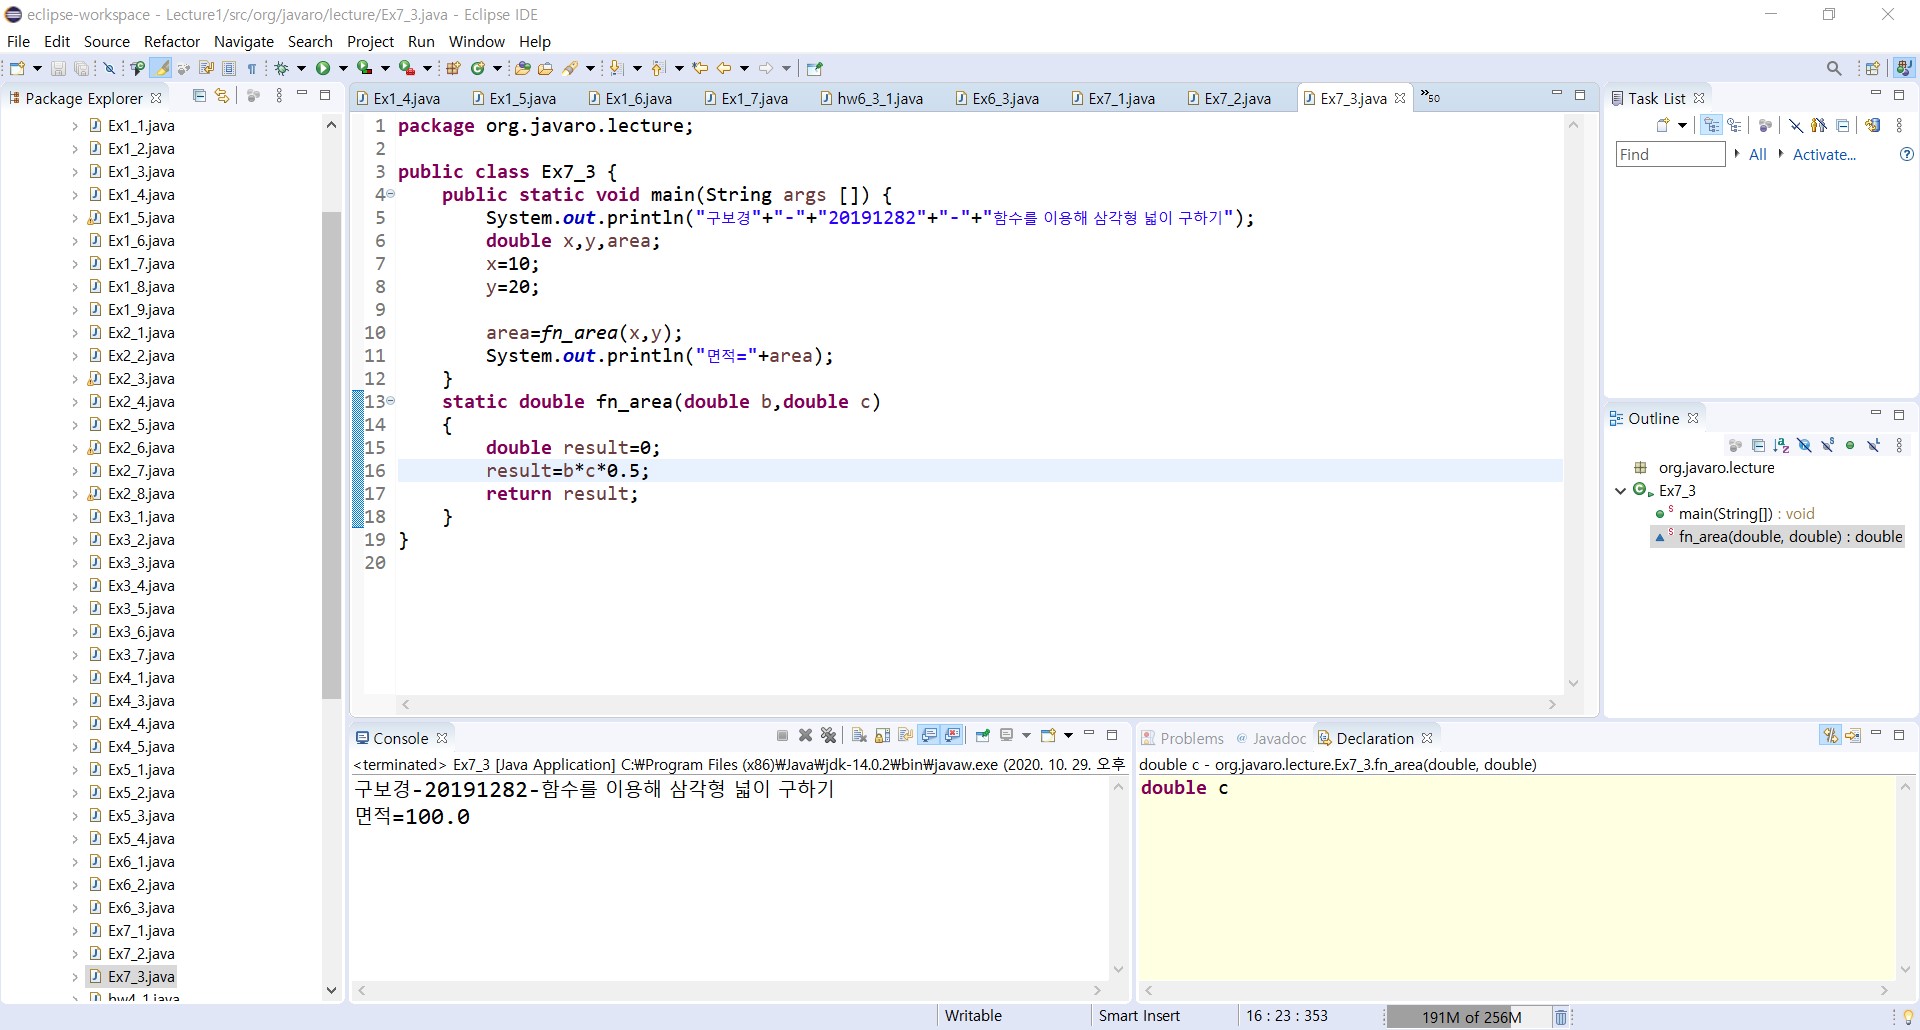 eclipse-workspace - Lecture1/src/org/javaro/lecture/Ex7_3.java - Eclipse IDE
File Edit Source Refactor Navigate Search Project Run Window Help
Package Explorer
Ex1_1.java
Ex1_2.java
Ex1_3.java
Ex1_4.java
Ex1_5.java
Ex1_6.java
Ex1_7.java
Ex1_8.java
Ex1_9.java
Ex2_1.java
Ex2_2.java
Ex2_3.java
Ex2_4.java
Ex2_5.java
Ex2_6.java
Ex2_7.java
Ex2_8.java
Ex3_1.java
Ex3_2.java
Ex3_3.java
Ex3_4.java
Ex3_5.java
Ex3_6.java
Ex3_7.java
Ex4_1.java
Ex4_3.java
Ex4_4.java
Ex4_5.java
Ex5_1.java
Ex5_2.java
Ex5_3.java
Ex5_4.java
Ex6_1.java
Ex6_2.java
Ex6_3.java
Ex7_1.java
Ex7_2.java
Ex7_3.java
hw4_1.java
Ex1_4.java Ex1_5.java Ex1_6.java Ex1_7.java hw6_3_1.java Ex6_3.java Ex7_1.java Ex7_2.java Ex7_3.java »50
1 package org.javaro.lecture;
2
3 public class Ex7_3 {
4 public static void main(String args []) {
5 System.out.println("구보경"+"-"+"20191282"+"-"+"함수를 이용해 삼각형 넓이 구하기");
6 double x,y,area;
7 x=10;
8 y=20;
9
10 area=fn_area(x,y);
11 System.out.println("면적="+area);
12 }
13 static double fn_area(double b,double c)
14 {
15 double result=0;
16 result=b*c*0.5;
17 return result;
18 }
19 }
20
Task List
Find All Activate...
Outline
org.javaro.lecture
Ex7_3
main(String[]) : void
fn_area(double, double) : double
Console
<terminated> Ex7_3 [Java Application] C:₩Program Files (x86)₩Java₩jdk-14.0.2₩bin₩javaw.exe (2020. 10. 29. 오후
구보경-20191282-함수를 이용해 삼각형 넓이 구하기
면적=100.0
Problems @ Javadoc Declaration
double c - org.javaro.lecture.Ex7_3.fn_area(double, double)
double c
Writable Smart Insert 16 : 23 : 353 191M of 256M